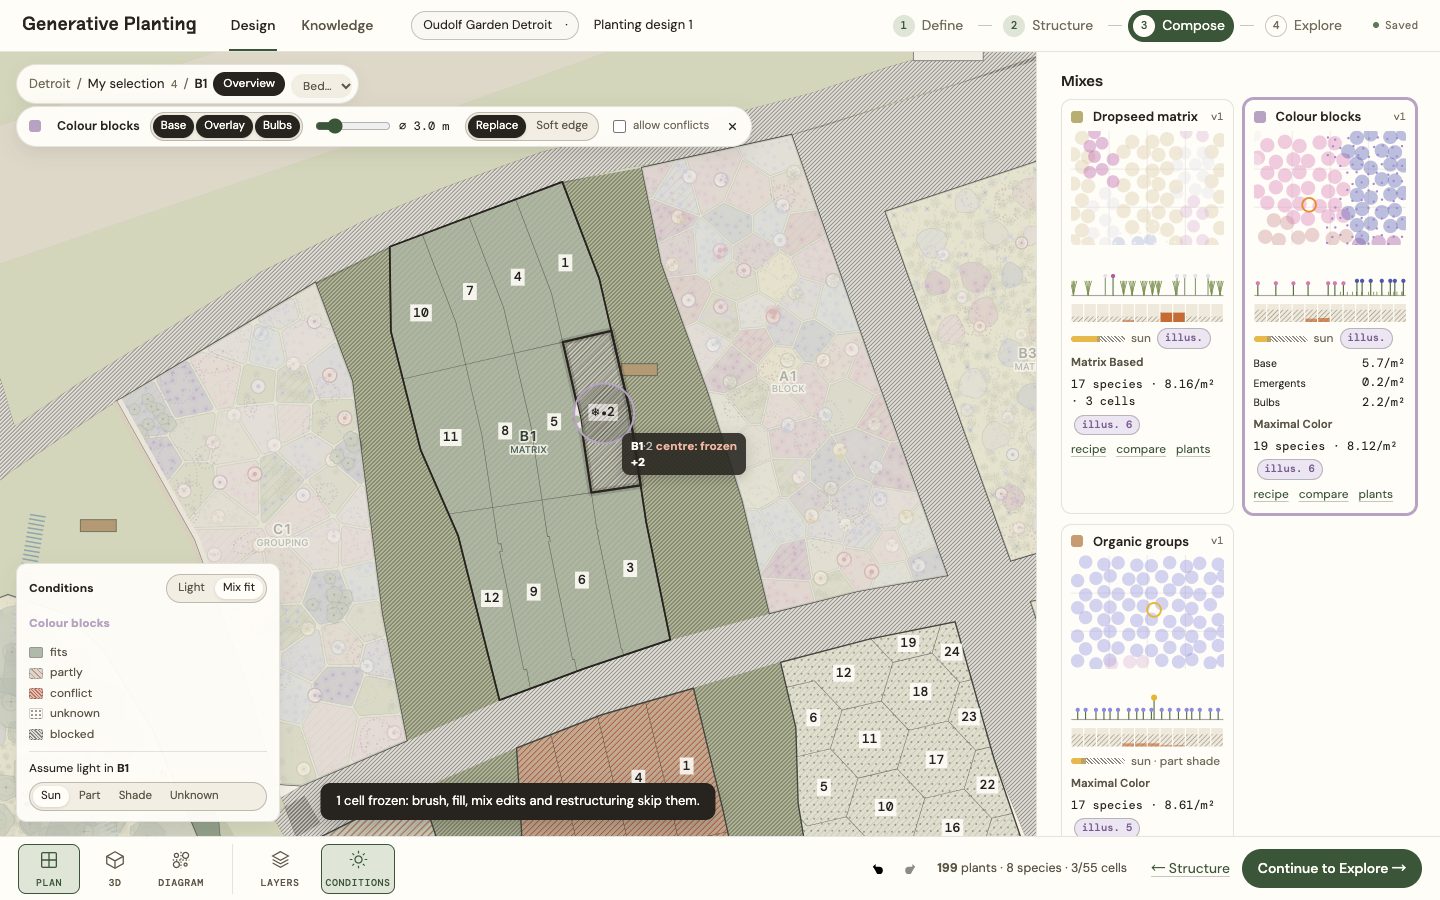 Generative Planting
Design
Knowledge
Oudolf Garden Detroit ·
Planting design 1
1 Define
2 Structure
3 Compose
4 Explore
Saved
Detroit / My selection 4 / B1
Overview
Bed...
Colour blocks
Base
Overlay
Bulbs
⌀ 3.0 m
Replace
Soft edge
allow conflicts
×
10
7
4
1
11
8
5
❄•2
B1
MATRIX
12
9
6
3
B1·2 centre: frozen
+2
A1
BLOCK
B3
C1
GROUPING
4
1
19
24
12
18
6
23
11
17
5
22
10
16
Conditions
Light
Mix fit
Colour blocks
fits
partly
conflict
unknown
blocked
Assume light in B1
Sun
Part
Shade
Unknown
1 cell frozen: brush, fill, mix edits and restructuring skip them.
Mixes
Dropseed matrix v1
sun illus.
Matrix Based
17 species · 8.16/m²
· 3 cells
illus. 6
recipe compare plants
Colour blocks v1
sun illus.
Base 5.7/m²
Emergents 0.2/m²
Bulbs 2.2/m²
Maximal Color
19 species · 8.12/m²
illus. 6
recipe compare plants
Organic groups v1
sun · part shade
Maximal Color
17 species · 8.61/m²
illus. 5
PLAN
3D
DIAGRAM
LAYERS
CONDITIONS
199 plants · 8 species · 3/55 cells
← Structure
Continue to Explore →